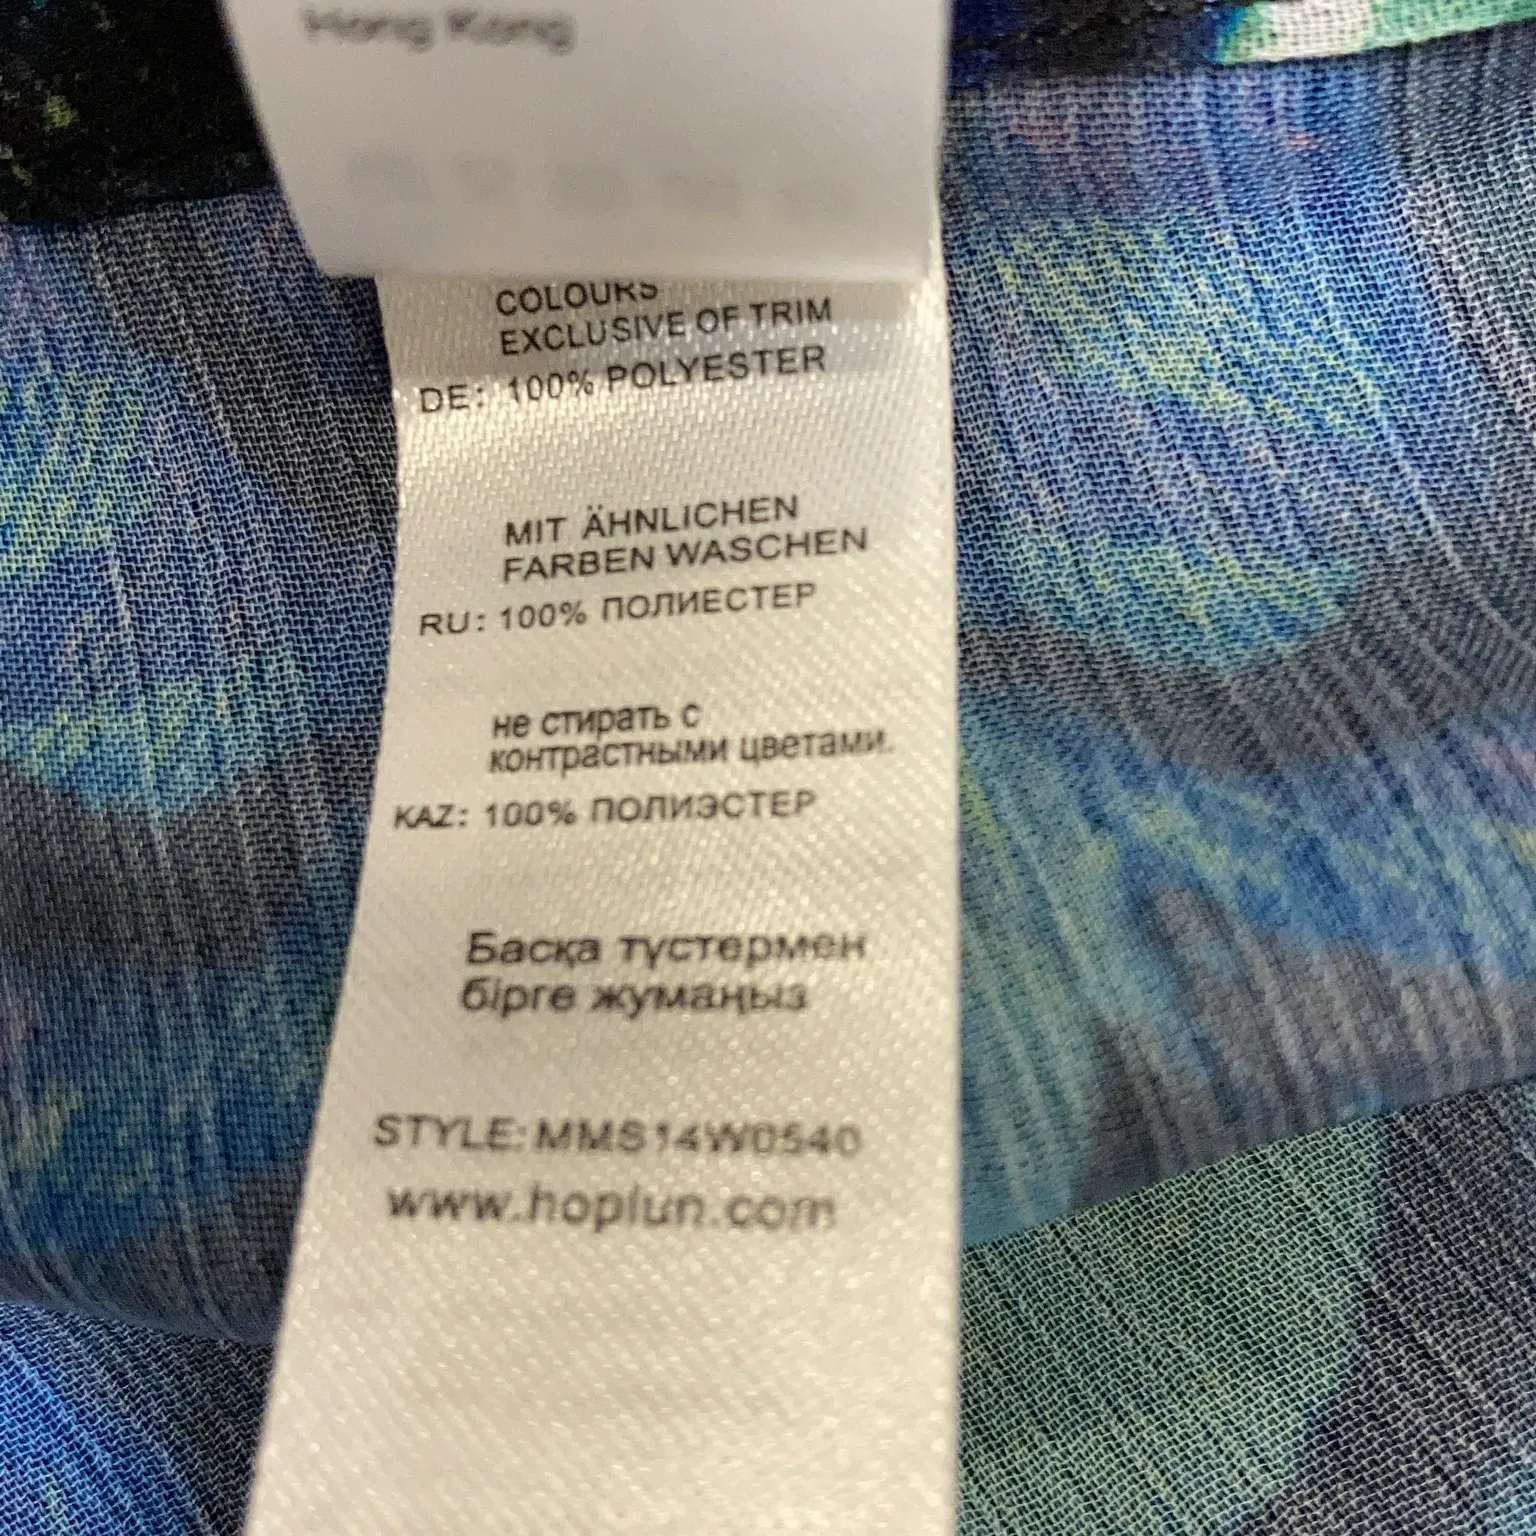 Hong Kong
COLOURS
EXCLUSIVE OF TRIM
DE: 100% POLYESTER
MIT ÄHNLICHEN
FARBEN WASCHEN
RU: 100% ПОЛИЕСТЕР
не стирать с
контрастными цветами.
KAZ: 100% ПОЛИЭСТЕР
Басқа түстермен
бірге жумаңыз
STYLE: MMS14W0540
www.hoplun.com